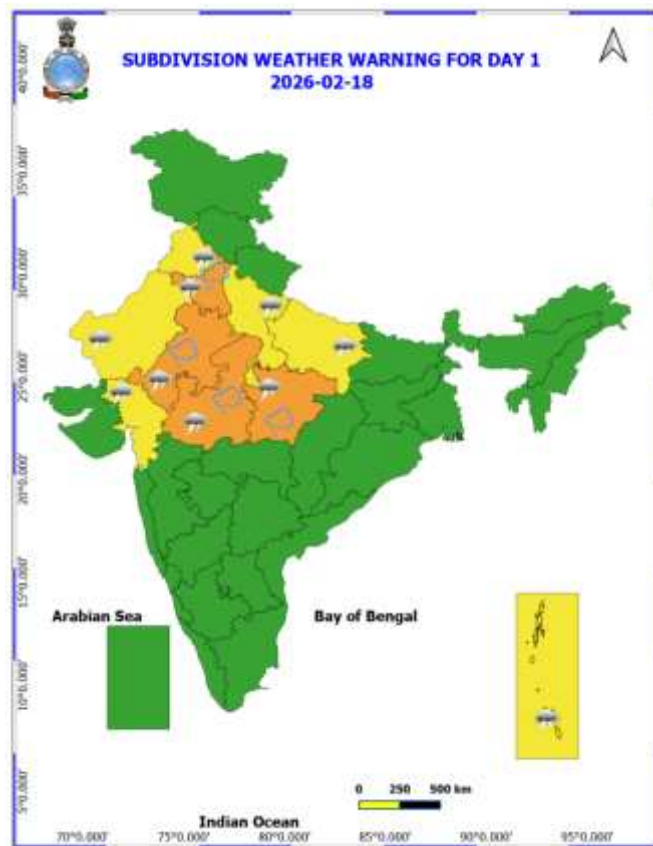 SUBDIVISION WEATHER WARNING FOR DAY 1
2026-02-18
40°0.000'
35°0.000'
30°0.000'
25°0.000'
20°0.000'
15°0.000'
10°0.000'
5°0.000'
Arabian Sea
Bay of Bengal
0 250 500 km
Indian Ocean
70°0.000' 75°0.000' 80°0.000' 85°0.000' 90°0.000' 95°0.000'